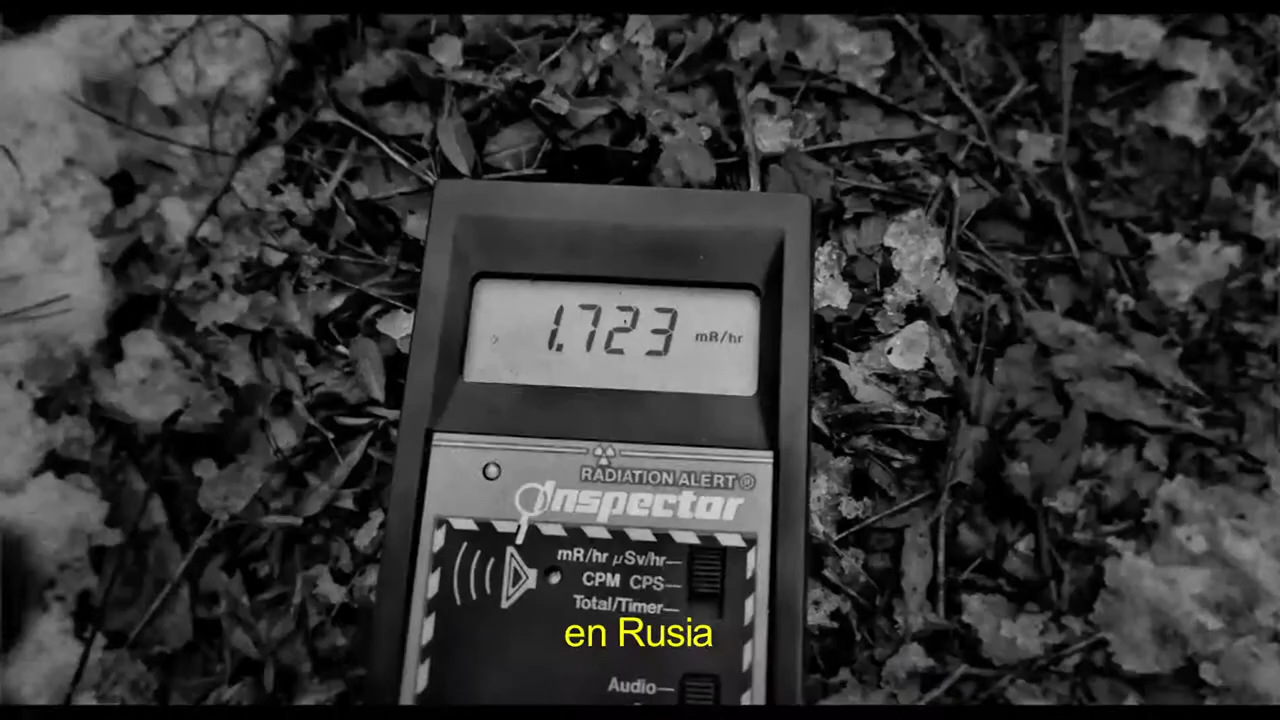 1.723 mR/hr
RADIATION ALERT®
Inspector
mR/hr µSv/hr
CPM CPS
Total/Timer
en Rusia
Audio